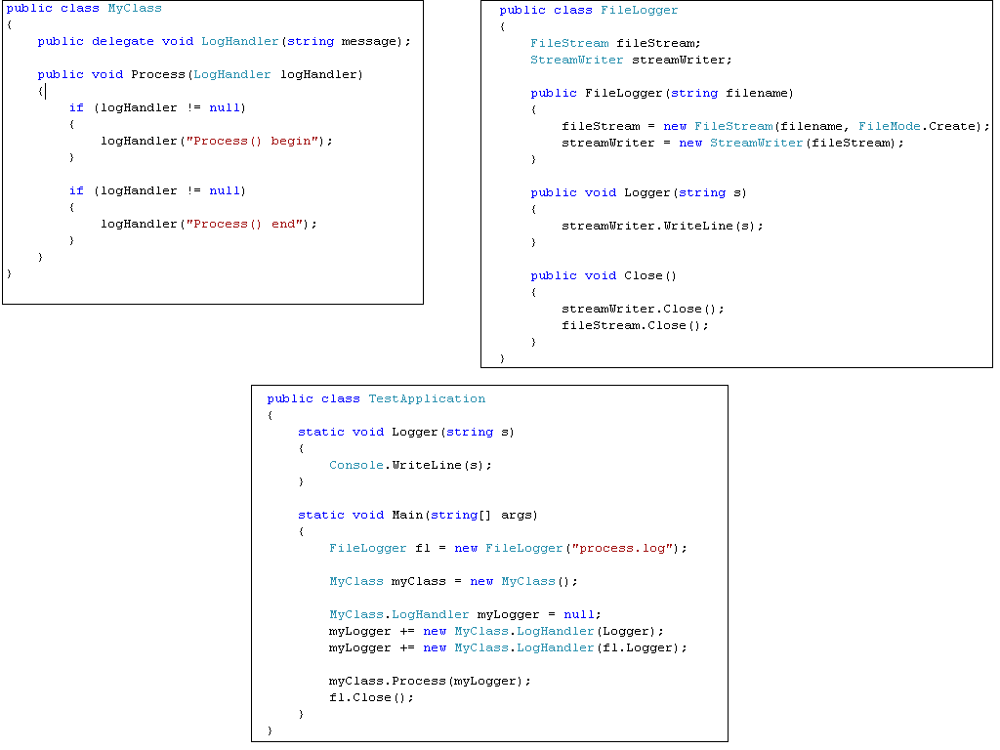 public class MyClass
{
    public delegate void LogHandler(string message);

    public void Process(LogHandler logHandler)
    {
        if (logHandler != null)
        {
            logHandler("Process() begin");
        }

        if (logHandler != null)
        {
            logHandler("Process() end");
        }
    }
}
public class FileLogger
{
    FileStream fileStream;
    StreamWriter streamWriter;

    public FileLogger(string filename)
    {
        fileStream = new FileStream(filename, FileMode.Create);
        streamWriter = new StreamWriter(fileStream);
    }

    public void Logger(string s)
    {
        streamWriter.WriteLine(s);
    }

    public void Close()
    {
        streamWriter.Close();
        fileStream.Close();
    }
}
public class TestApplication
{
    static void Logger(string s)
    {
        Console.WriteLine(s);
    }

    static void Main(string[] args)
    {
        FileLogger fl = new FileLogger("process.log");

        MyClass myClass = new MyClass();

        MyClass.LogHandler myLogger = null;
        myLogger += new MyClass.LogHandler(Logger);
        myLogger += new MyClass.LogHandler(fl.Logger);

        myClass.Process(myLogger);
        fl.Close();
    }
}